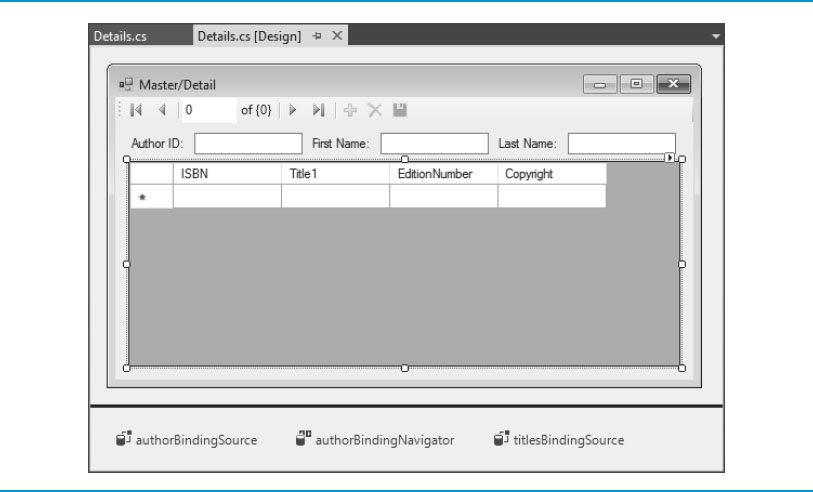 Details.cs Details.cs [Design]
Master/Detail
0 of {0}
Author ID: First Name: Last Name:
ISBN Title1 EditionNumber Copyright
*
authorBindingSource authorBindingNavigator titlesBindingSource